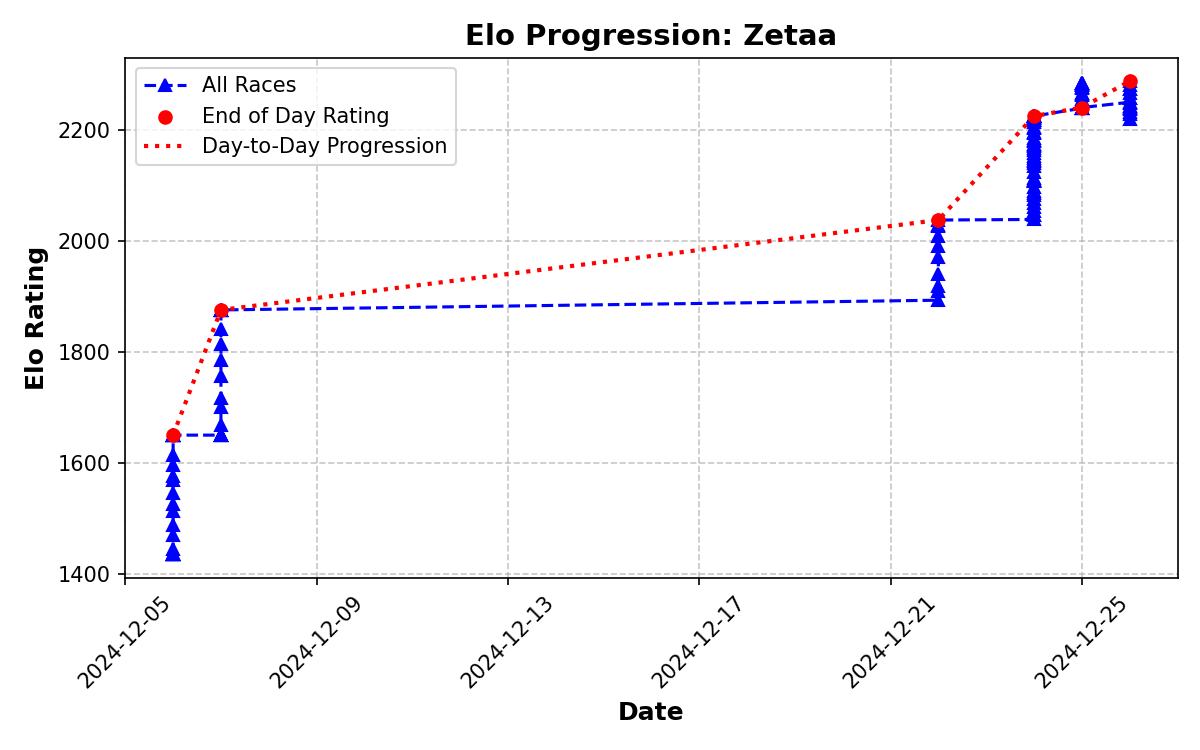 Elo Progression: Zetaa
All Races
End of Day Rating
Day-to-Day Progression
Elo Rating
2200
2000
1800
1600
1400
2024-12-05
2024-12-09
2024-12-13
2024-12-17
2024-12-21
2024-12-25
Date